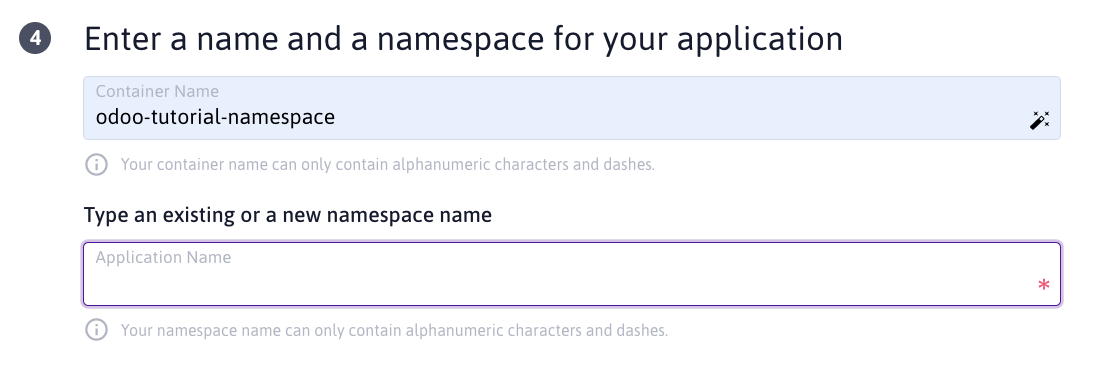 4
Enter a name and a namespace for your application
Container Name
odoo-tutorial-namespace
Your container name can only contain alphanumeric characters and dashes.
Type an existing or a new namespace name
Application Name
*
Your namespace name can only contain alphanumeric characters and dashes.